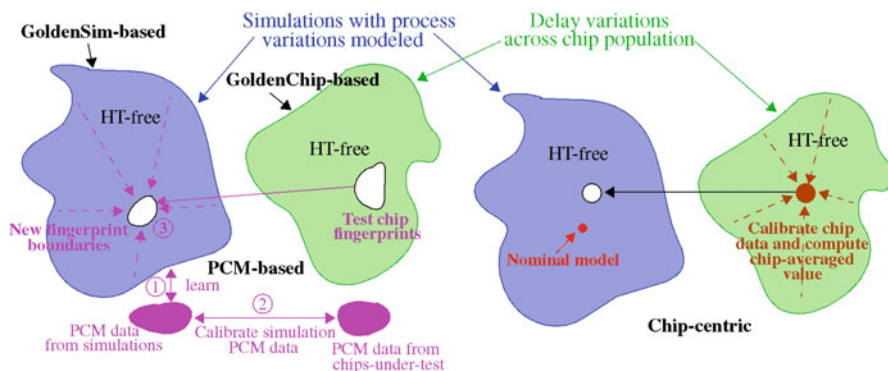 Simulations with process
variations modeled
Delay variations
across chip population
GoldenSim-based
GoldenChip-based
HT-free
HT-free
HT-free
HT-free
③
New fingerprint
boundaries
Test chip
fingerprints
Nominal model
Calibrate chip
data and compute
chip-averaged
value
PCM-based
①
learn
②
PCM data
from simulations
Calibrate simulation
PCM data
PCM data from
chips-under-test
Chip-centric